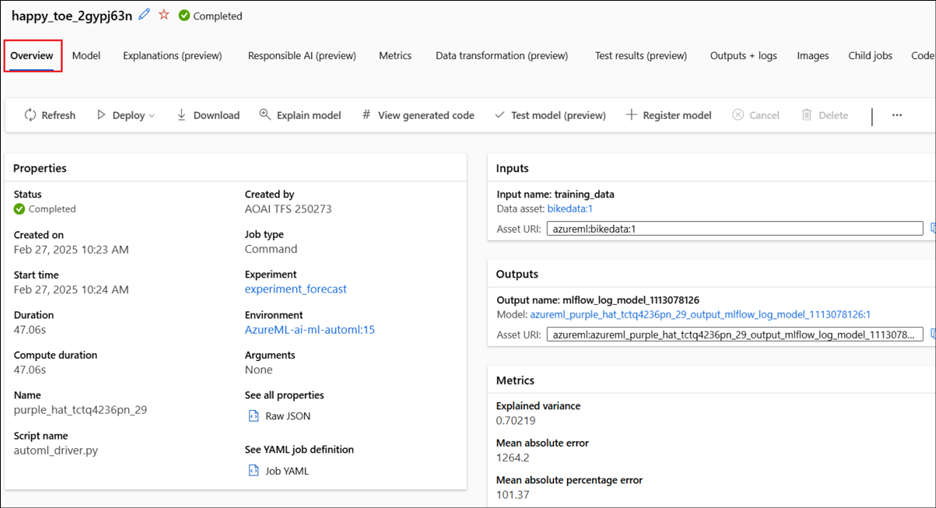 happy_toe_2gypj63n Completed
Overview Model Explanations (preview) Responsible AI (preview) Metrics Data transformation (preview) Test results (preview) Outputs + logs Images Child jobs Code
Refresh Deploy Download Explain model # View generated code Test model (preview) Register model Cancel Delete ...
Properties
Status
Completed
Created on
Feb 27, 2025 10:23 AM
Start time
Feb 27, 2025 10:24 AM
Duration
47.06s
Compute duration
47.06s
Name
purple_hat_tctq4236pn_29
Script name
automl_driver.py
Created by
AOAI TFS 250273
Job type
Command
Experiment
experiment_forecast
Environment
AzureML-ai-ml-automl:15
Arguments
None
See all properties
Raw JSON
See YAML job definition
Job YAML
Inputs
Input name: training_data
Data asset: bikedata:1
Asset URI: azureml:bikedata:1
Outputs
Output name: mlflow_log_model_1113078126
Model: azureml_purple_hat_tctq4236pn_29_output_mlflow_log_model_1113078126:1
Asset URI: azureml:azureml_purple_hat_tctq4236pn_29_output_mlflow_log_model_1113078...
Metrics
Explained variance
0.70219
Mean absolute error
1264.2
Mean absolute percentage error
101.37